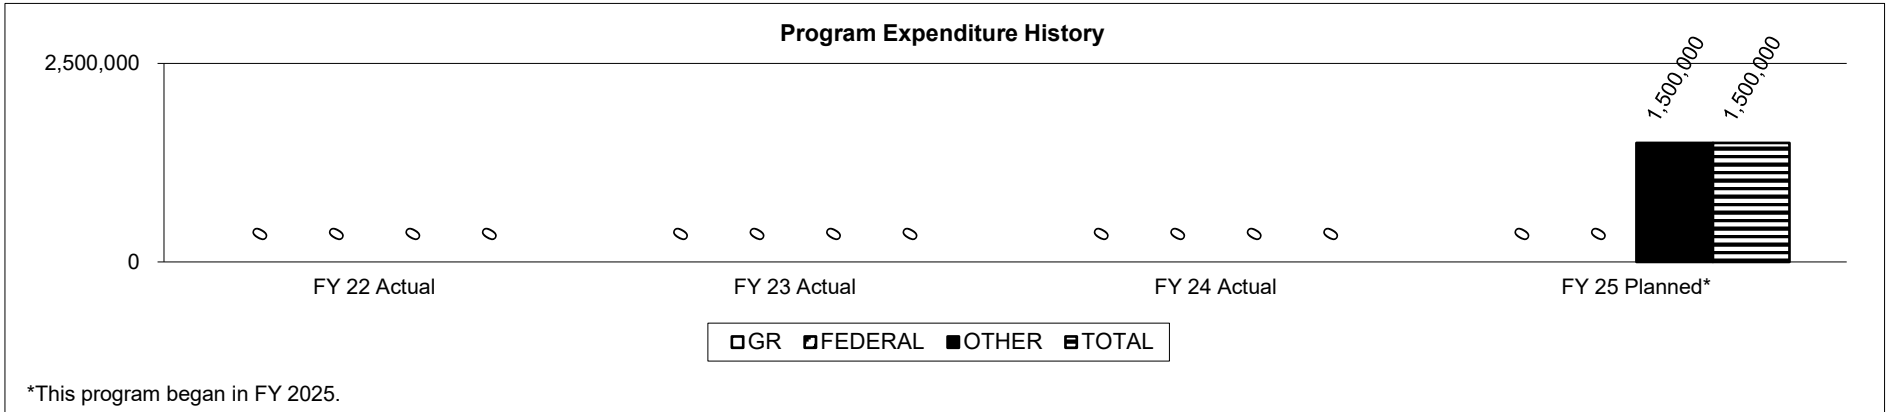 Program Expenditure History
2,500,000
1,500,000 1,500,000
0 0 0 0 0 0 0 0 0 0 0 0 0 0
0
FY 22 Actual FY 23 Actual FY 24 Actual FY 25 Planned*
GR FEDERAL OTHER TOTAL
*This program began in FY 2025.